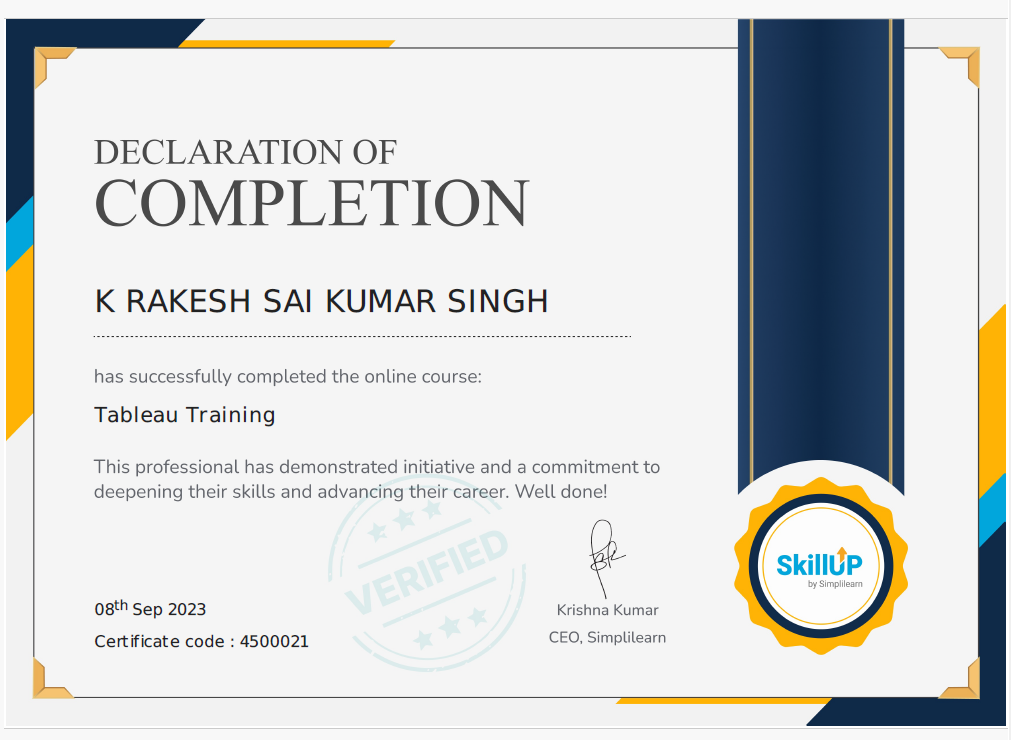 DECLARATION OF
COMPLETION
K RAKESH SAI KUMAR SINGH
has successfully completed the online course:
Tableau Training
This professional has demonstrated initiative and a commitment to
deepening their skills and advancing their career. Well done!
VERIFIED
08th Sep 2023
Certificate code : 4500021
Krishna Kumar
CEO, Simplilearn
SkillUP
by Simplilearn